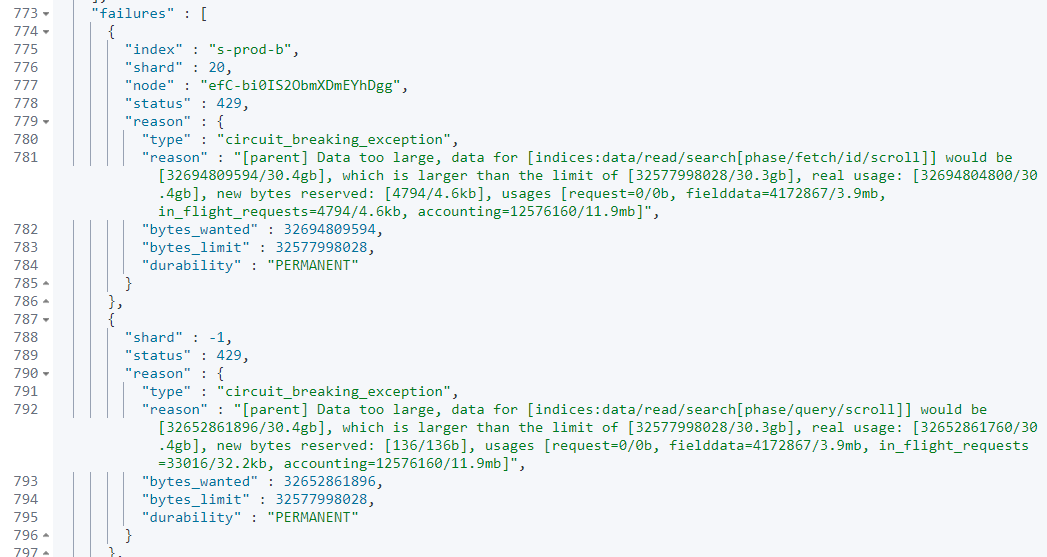 773 "failures" : [
774 {
775 "index" : "s-prod-b",
776 "shard" : 20,
777 "node" : "efC-bi0IS2ObmXDmEYhDgg",
778 "status" : 429,
779 "reason" : {
780 "type" : "circuit_breaking_exception",
781 "reason" : "[parent] Data too large, data for [indices:data/read/search[phase/fetch/id/scroll]] would be
[32694809594/30.4gb], which is larger than the limit of [32577998028/30.3gb], real usage: [32694804800/30
.4gb], new bytes reserved: [4794/4.6kb], usages [request=0/0b, fielddata=4172867/3.9mb,
in_flight_requests=4794/4.6kb, accounting=12576160/11.9mb]",
782 "bytes_wanted" : 32694809594,
783 "bytes_limit" : 32577998028,
784 "durability" : "PERMANENT"
785 }
786 },
787 {
788 "shard" : -1,
789 "status" : 429,
790 "reason" : {
791 "type" : "circuit_breaking_exception",
792 "reason" : "[parent] Data too large, data for [indices:data/read/search[phase/query/scroll]] would be
[32652861896/30.4gb], which is larger than the limit of [32577998028/30.3gb], real usage: [32652861760/30
.4gb], new bytes reserved: [136/136b], usages [request=0/0b, fielddata=4172867/3.9mb, in_flight_requests
=33016/32.2kb, accounting=12576160/11.9mb]",
793 "bytes_wanted" : 32652861896,
794 "bytes_limit" : 32577998028,
795 "durability" : "PERMANENT"
796 }
797 },